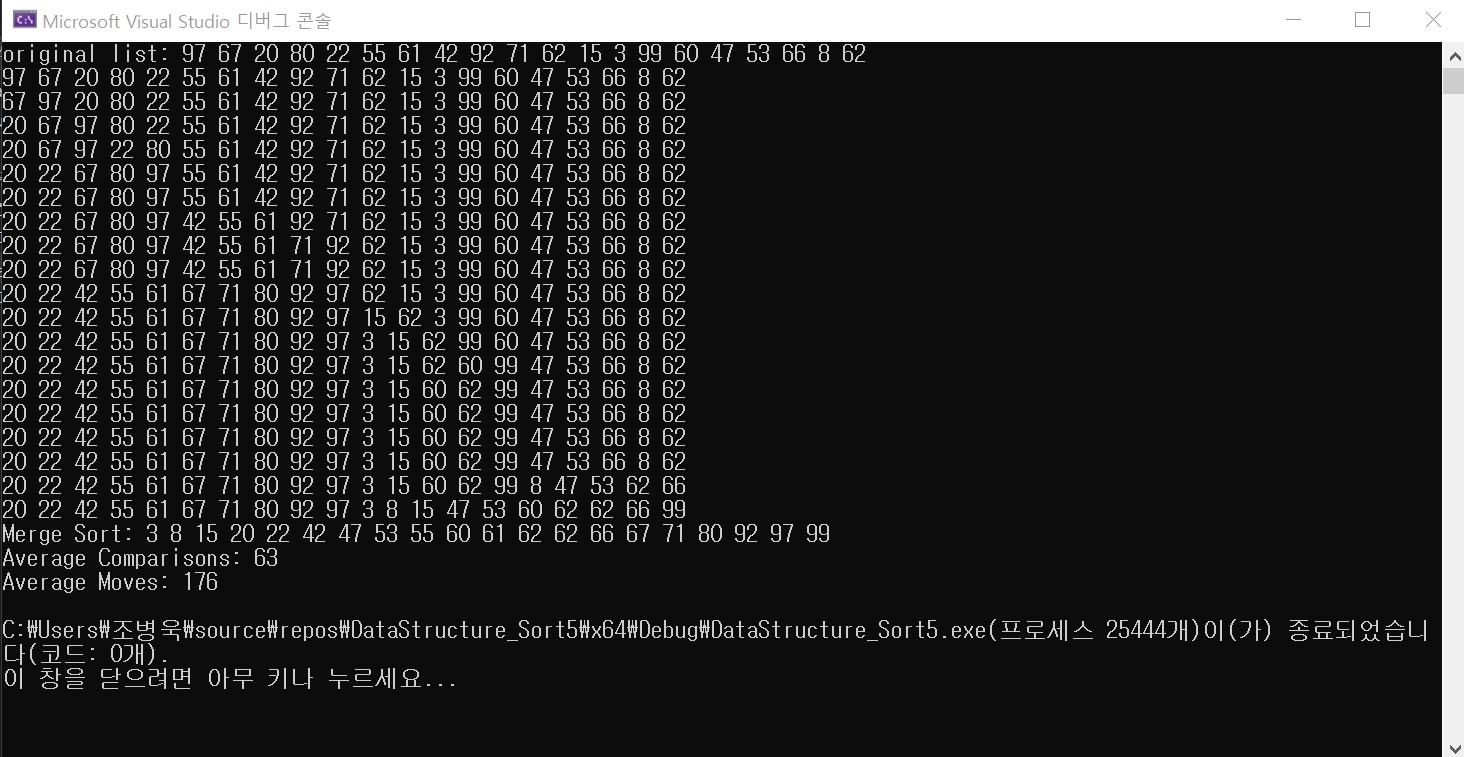 Microsoft Visual Studio 디버그 콘솔
original list: 97 67 20 80 22 55 61 42 92 71 62 15 3 99 60 47 53 66 8 62
97 67 20 80 22 55 61 42 92 71 62 15 3 99 60 47 53 66 8 62
67 97 20 80 22 55 61 42 92 71 62 15 3 99 60 47 53 66 8 62
20 67 97 80 22 55 61 42 92 71 62 15 3 99 60 47 53 66 8 62
20 67 97 22 80 55 61 42 92 71 62 15 3 99 60 47 53 66 8 62
20 22 67 80 97 55 61 42 92 71 62 15 3 99 60 47 53 66 8 62
20 22 67 80 97 55 61 42 92 71 62 15 3 99 60 47 53 66 8 62
20 22 67 80 97 42 55 61 92 71 62 15 3 99 60 47 53 66 8 62
20 22 67 80 97 42 55 61 71 92 62 15 3 99 60 47 53 66 8 62
20 22 67 80 97 42 55 61 71 92 62 15 3 99 60 47 53 66 8 62
20 22 42 55 61 67 71 80 92 97 62 15 3 99 60 47 53 66 8 62
20 22 42 55 61 67 71 80 92 97 15 62 3 99 60 47 53 66 8 62
20 22 42 55 61 67 71 80 92 97 3 15 62 99 60 47 53 66 8 62
20 22 42 55 61 67 71 80 92 97 3 15 62 60 99 47 53 66 8 62
20 22 42 55 61 67 71 80 92 97 3 15 60 62 99 47 53 66 8 62
20 22 42 55 61 67 71 80 92 97 3 15 60 62 99 47 53 66 8 62
20 22 42 55 61 67 71 80 92 97 3 15 60 62 99 47 53 66 8 62
20 22 42 55 61 67 71 80 92 97 3 15 60 62 99 47 53 66 8 62
20 22 42 55 61 67 71 80 92 97 3 15 60 62 99 8 47 53 62 66
20 22 42 55 61 67 71 80 92 97 3 8 15 47 53 60 62 62 66 99
Merge Sort: 3 8 15 20 22 42 47 53 55 60 61 62 62 66 67 71 80 92 97 99
Average Comparisons: 63
Average Moves: 176
C:₩Users₩조병욱₩source₩repos₩DataStructure_Sort5₩x64₩Debug₩DataStructure_Sort5.exe(프로세스 25444개)이(가) 종료되었습니
다(코드: 0개).
이 창을 닫으려면 아무 키나 누르세요...